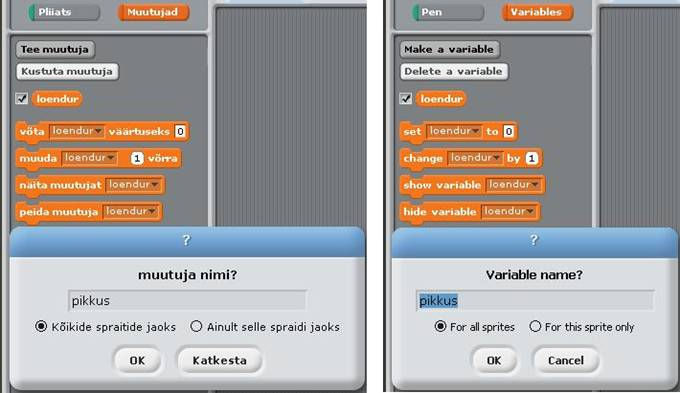 Pliiats Muutujad
Tee muutuja
Kustuta muutuja
loendur
võta loendur väärtuseks 0
muuda loendur 1 võrra
näita muutujat loendur
peida muutuja loendur
?
muutuja nimi?
pikkus
Kõikide spraitide jaoks Ainult selle spraidi jaoks
OK Katkesta
Pen Variables
Make a variable
Delete a variable
loendur
set loendur to 0
change loendur by 1
show variable loendur
hide variable loendur
?
Variable name?
pikkus
For all sprites For this sprite only
OK Cancel